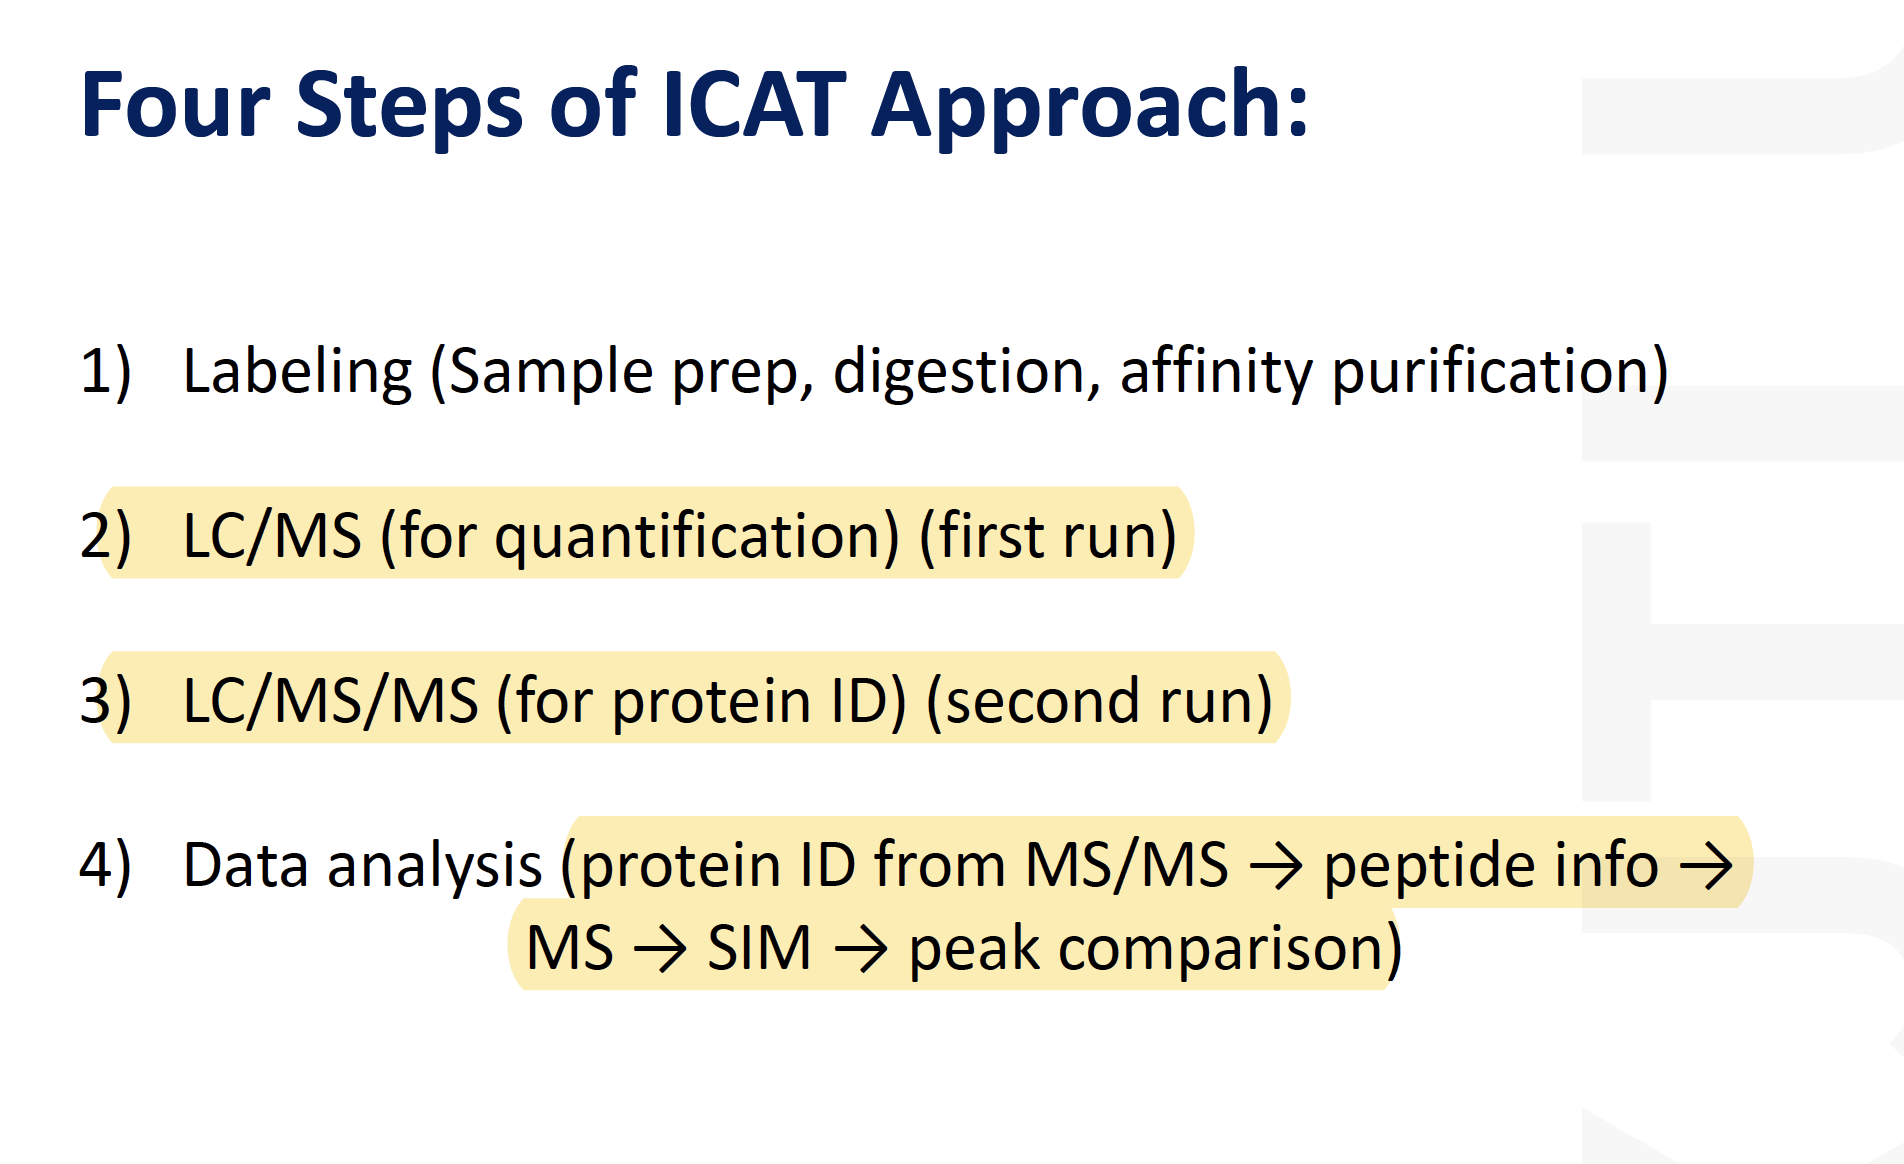 Four Steps of ICAT Approach:
1) Labeling (Sample prep, digestion, affinity purification)
2) LC/MS (for quantification) (first run)
3) LC/MS/MS (for protein ID) (second run)
4) Data analysis (protein ID from MS/MS → peptide info →
MS → SIM → peak comparison)